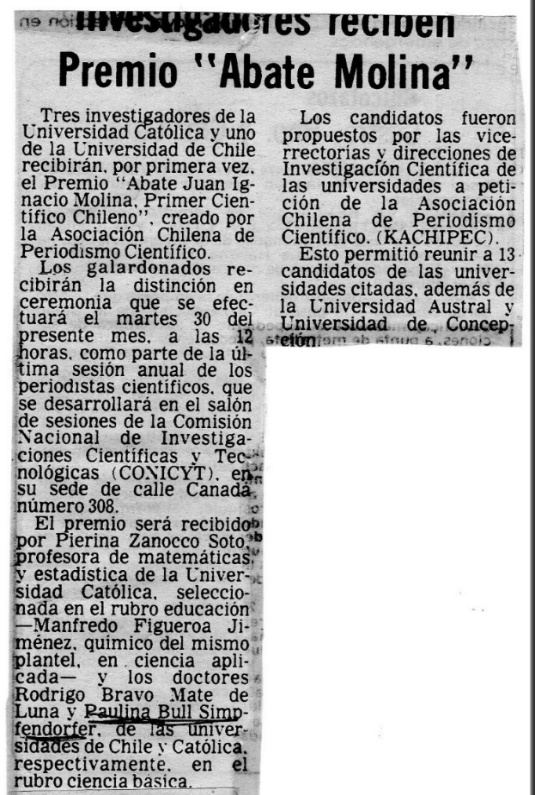 Investigadores reciben
Premio "Abate Molina"
Tres investigadores de la
Universidad Católica y uno
de la Universidad de Chile
recibirán, por primera vez,
el Premio "Abate Juan Ig-
nacio Molina, Primer Cien-
tífico Chileno", creado por
la Asociación Chilena de
Periodismo Científico.
Los galardonados re-
cibirán la distinción en
ceremonia que se efec-
tuará el martes 30 del
presente mes, a las 12
horas, como parte de la úl-
tima sesión anual de los
periodistas científicos, que
se desarrollará en el salón
de sesiones de la Comisión
Nacional de Investiga-
ciones Científicas y Tec-
nológicas (CONICYT), en
su sede de calle Canadá
número 308.
El premio será recibido
por Pierina Zanocco Soto,
profesora de matemáticas
y estadística de la Univer-
sidad Católica, seleccio-
nada en el rubro educación
—Manfredo Figueroa Ji-
ménez, químico del mismo
plantel, en ciencia apli-
cada— y los doctores
Rodrigo Bravo Mate de
Luna y Paulina Bull Simp-
fendorfer, de las univer-
sidades de Chile y Católica,
respectivamente, en el
rubro ciencia básica.
Los candidatos fueron
propuestos por las vice-
rrectorías y direcciones de
Investigación Científica de
las universidades a peti-
ción de la Asociación
Chilena de Periodismo
Científico. (KACHIPEC).
Esto permitió reunir a 13
candidatos de las univer-
sidades citadas, además de
la Universidad Austral y
Universidad de Concep-
ción.